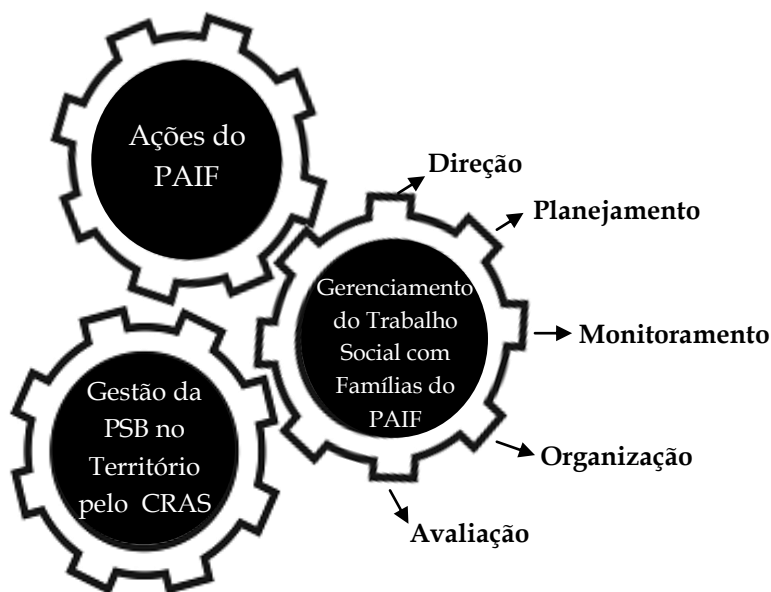 Ações do
PAIF
Direção
Planejamento
Gerenciamento
do Trabalho
Social com
Famílias do
PAIF
Monitoramento
Gestão da
PSB no
Território
pelo CRAS
Organização
Avaliação